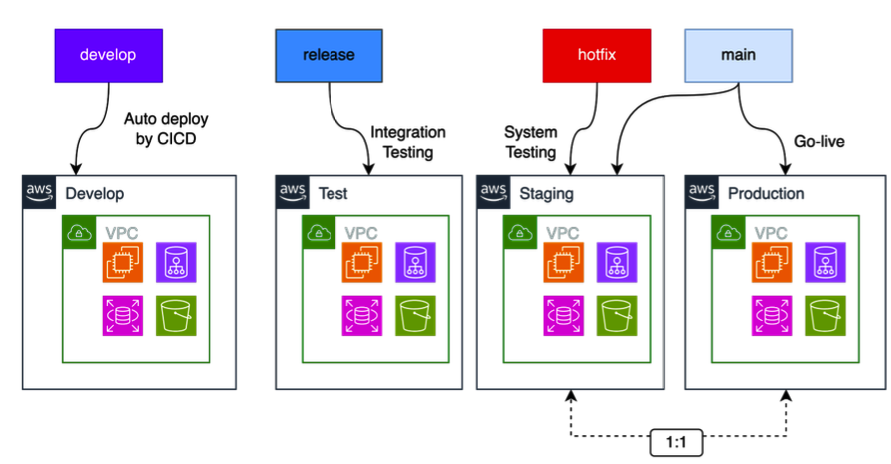 develop
release
hotfix
main
Auto deploy
by CICD
Integration
Testing
System
Testing
Go-live
aws
Develop
aws
Test
aws
Staging
aws
Production
VPC
VPC
VPC
VPC
1:1